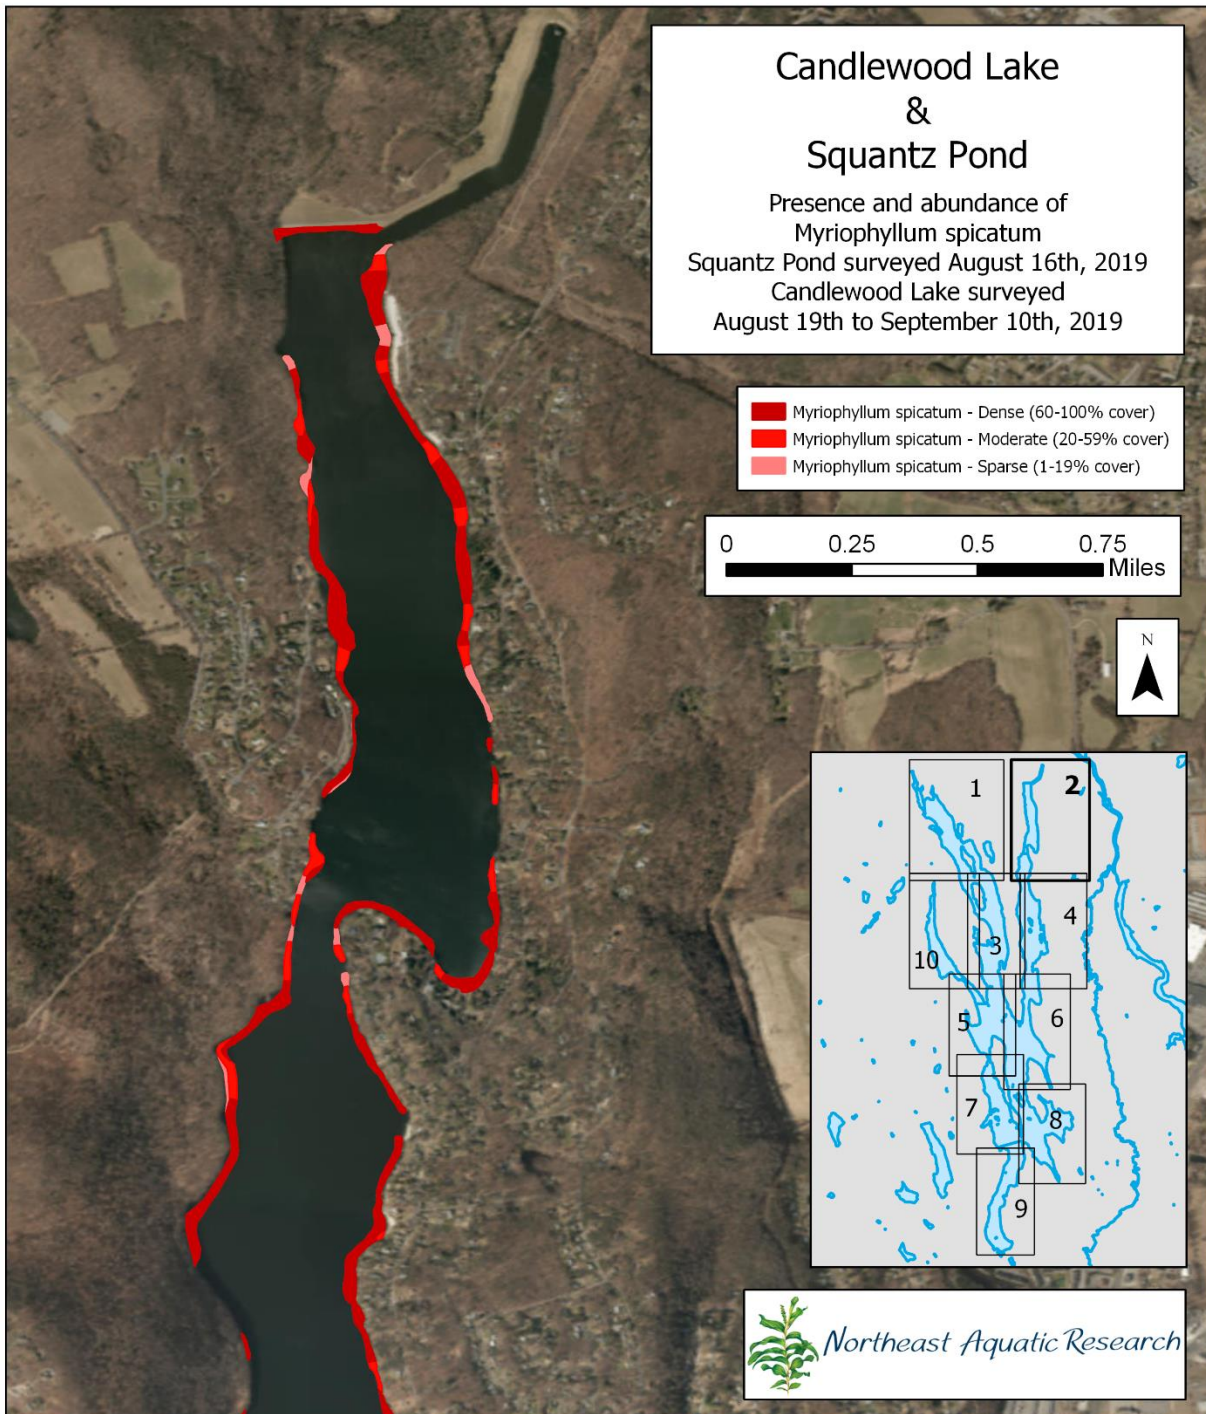 Candlewood Lake
&
Squantz Pond
Presence and abundance of
Myriophyllum spicatum
Squantz Pond surveyed August 16th, 2019
Candlewood Lake surveyed
August 19th to September 10th, 2019
Myriophyllum spicatum - Dense (60-100% cover)
Myriophyllum spicatum - Moderate (20-59% cover)
Myriophyllum spicatum - Sparse (1-19% cover)
0 0.25 0.5 0.75
Miles
N
1
2
3
4
10
5
6
7
8
9
Northeast Aquatic Research